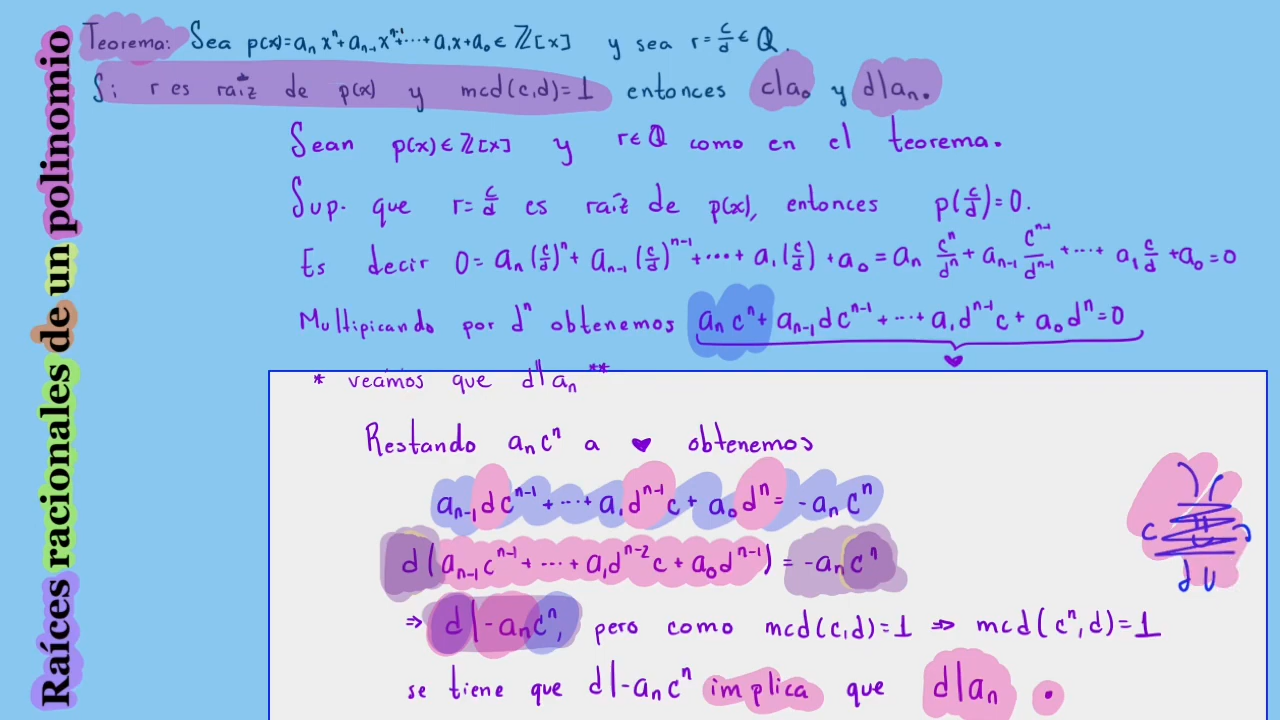 Raíces racionales de un polinomio
Teorema: Sea p(x)=aₙxⁿ+aₙ₋₁xⁿ⁻¹+...+a₁x+a₀ ∈ ℤ[x] y sea r=c/d ∈ ℚ.
Si r es raíz de p(x) y mcd(c,d)=1 entonces c|a₀ y d|aₙ.
Sean p(x)∈ℤ[x] y r∈ℚ como en el teorema.
Sup. que r=c/d es raíz de p(x), entonces p(c/d)=0.
Es decir 0=aₙ(c/d)ⁿ+aₙ₋₁(c/d)ⁿ⁻¹+...+a₁(c/d)+a₀=aₙ cⁿ/dⁿ+aₙ₋₁ cⁿ⁻¹/dⁿ⁻¹+...+a₁ c/d+a₀=0
Multipicando por dⁿ obtenemos aₙcⁿ+aₙ₋₁dcⁿ⁻¹+...+a₁dⁿ⁻¹c+a₀dⁿ=0
♥
* veámos que d|aₙ **
Restando aₙcⁿ a ♥ obtenemos
aₙ₋₁dcⁿ⁻¹+...+a₁dⁿ⁻¹c+a₀dⁿ=-aₙcⁿ
d(aₙ₋₁cⁿ⁻¹+...+a₁dⁿ⁻²c+a₀dⁿ⁻¹)=-aₙcⁿ
⇒ d|-aₙcⁿ, pero como mcd(c,d)=1 ⇒ mcd(cⁿ,d)=1
se tiene que d|-aₙcⁿ implica que d|aₙ.